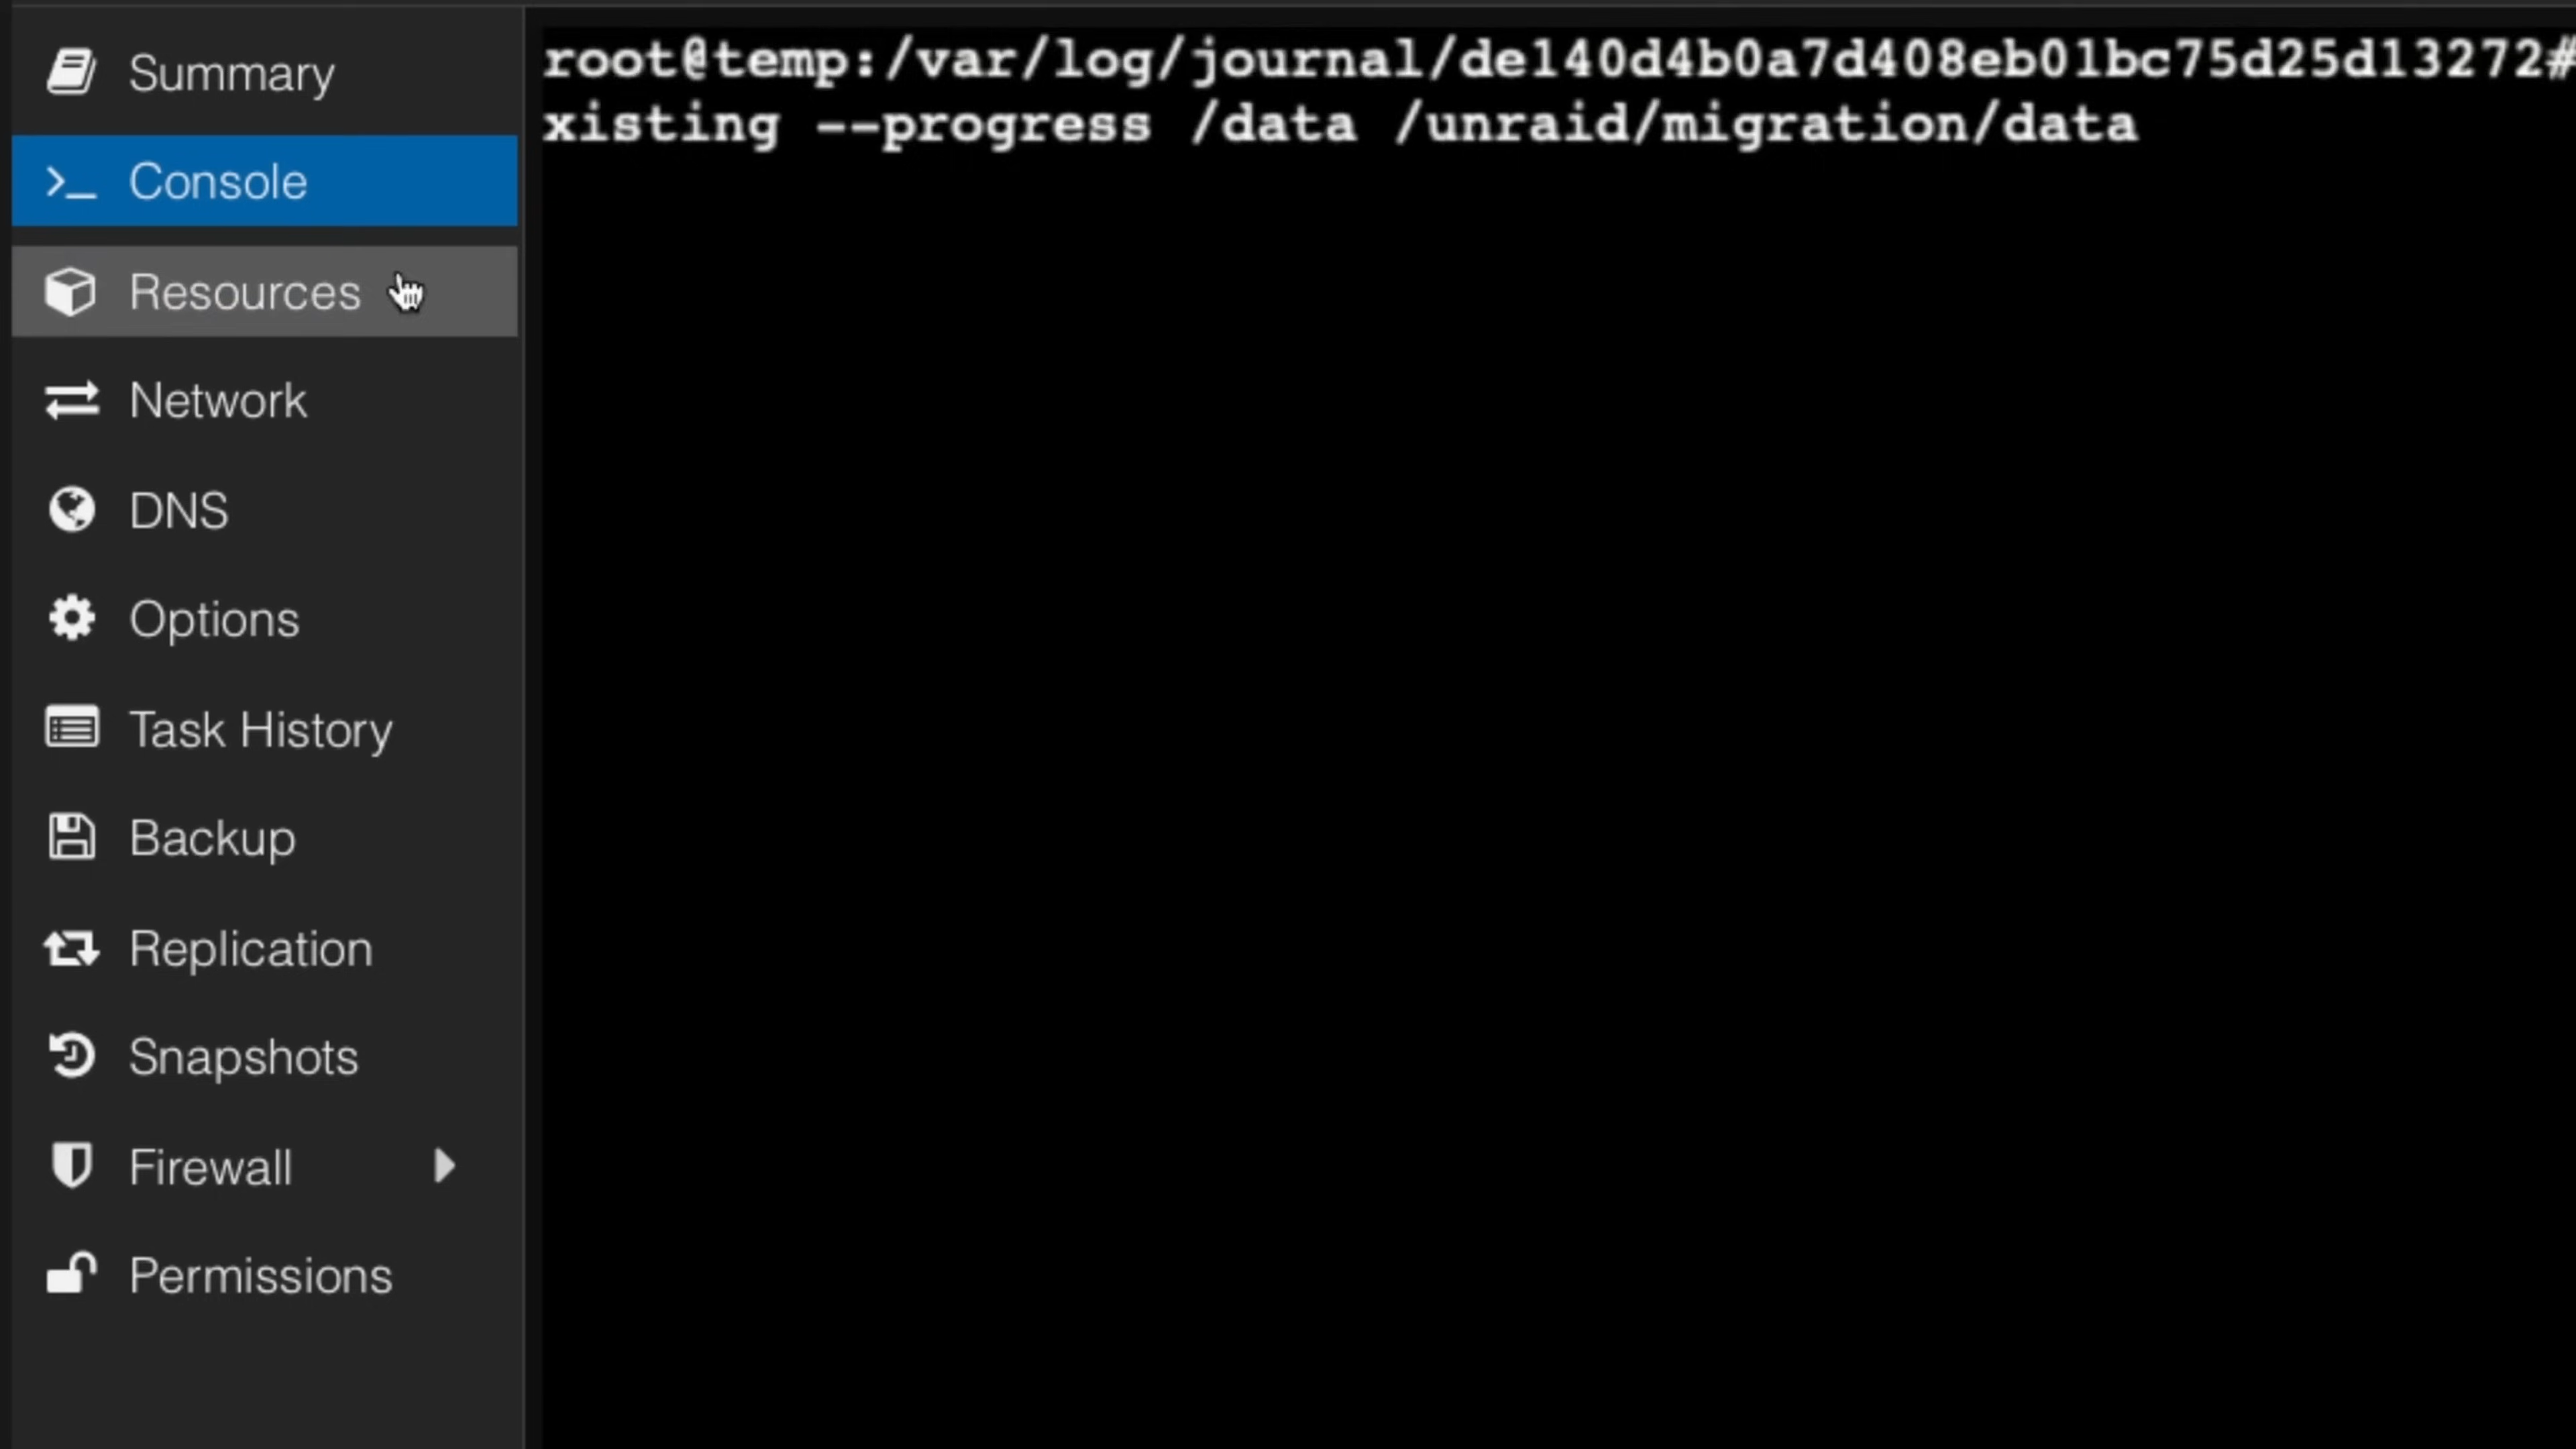 Summary
Console
Resources
Network
DNS
Options
Task History
Backup
Replication
Snapshots
Firewall
Permissions
root@temp:/var/log/journal/de140d4b0a7d408eb01bc75d25d13272#
xisting --progress /data /unraid/migration/data